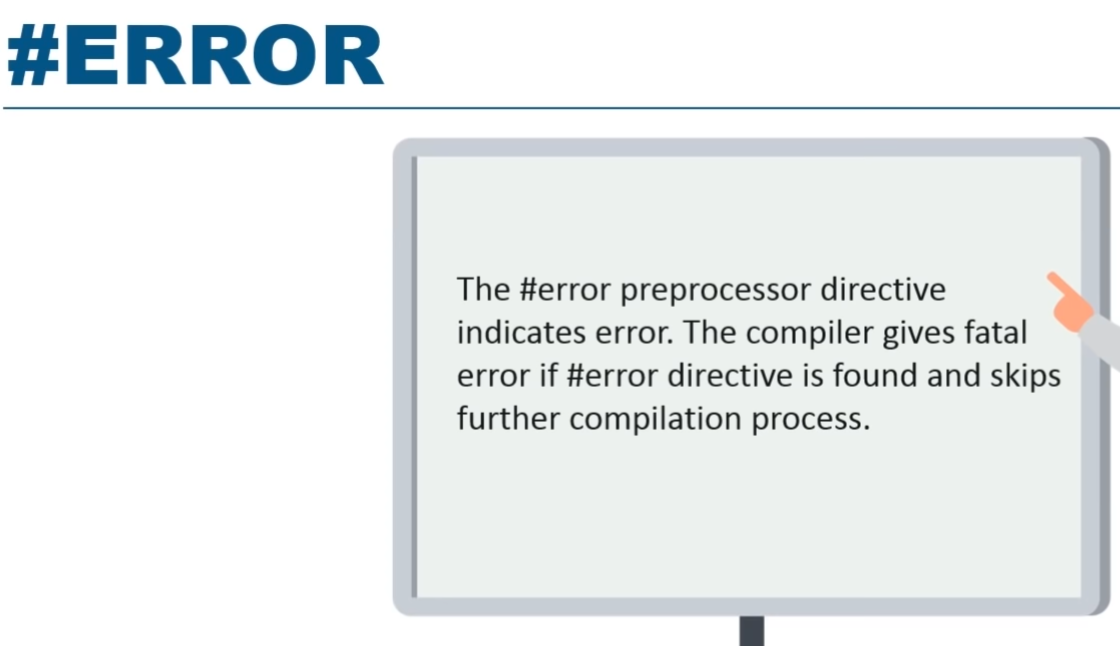 #ERROR
The #error preprocessor directive
indicates error. The compiler gives fatal
error if #error directive is found and skips
further compilation process.